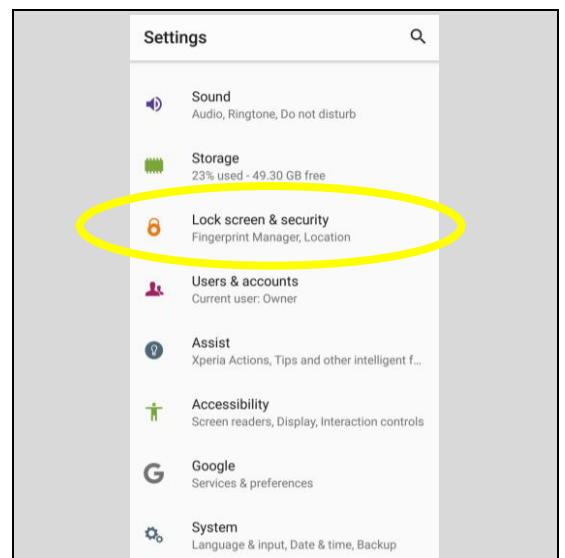 Settings
Sound
Audio, Ringtone, Do not disturb
Storage
23% used - 49.30 GB free
Lock screen & security
Fingerprint Manager, Location
Users & accounts
Current user: Owner
Assist
Xperia Actions, Tips and other intelligent f...
Accessibility
Screen readers, Display, Interaction controls
Google
Services & preferences
System
Language & input, Date & time, Backup